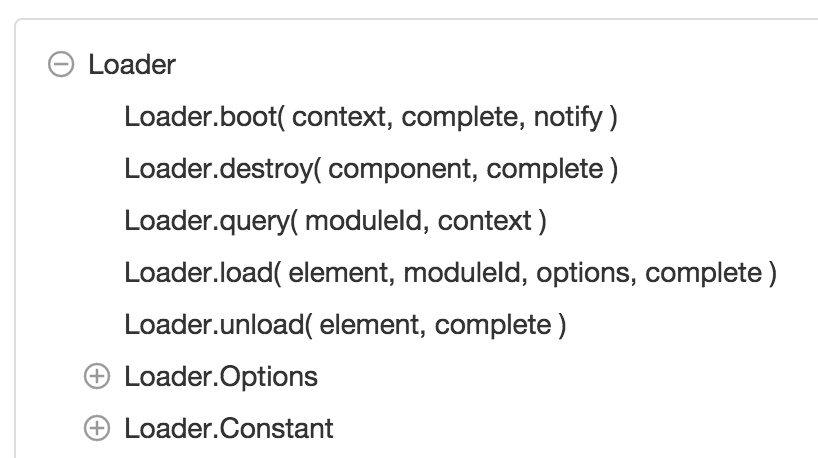 Loader
Loader.boot( context, complete, notify )
Loader.destroy( component, complete )
Loader.query( moduleId, context )
Loader.load( element, moduleId, options, complete )
Loader.unload( element, complete )
Loader.Options
Loader.Constant